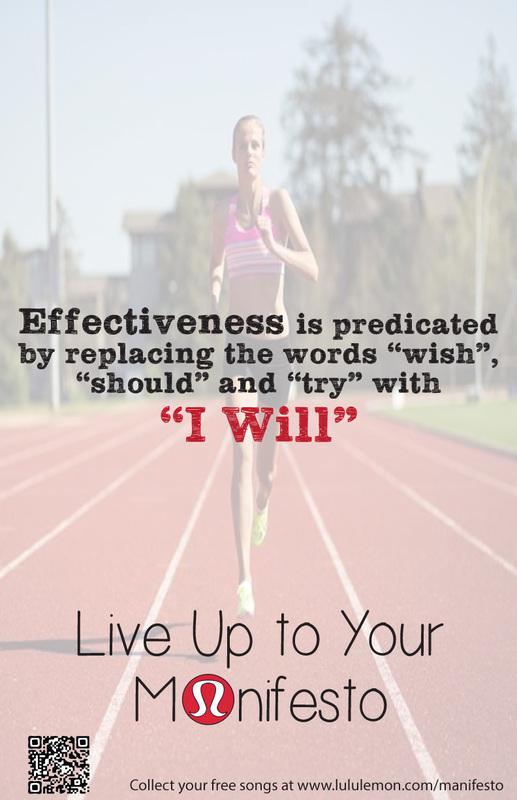 Effectiveness is predicated
by replacing the words “wish”,
“should” and “try” with
“I Will”
Live Up to Your
Manifesto
Collect your free songs at www.lululemon.com/manifesto